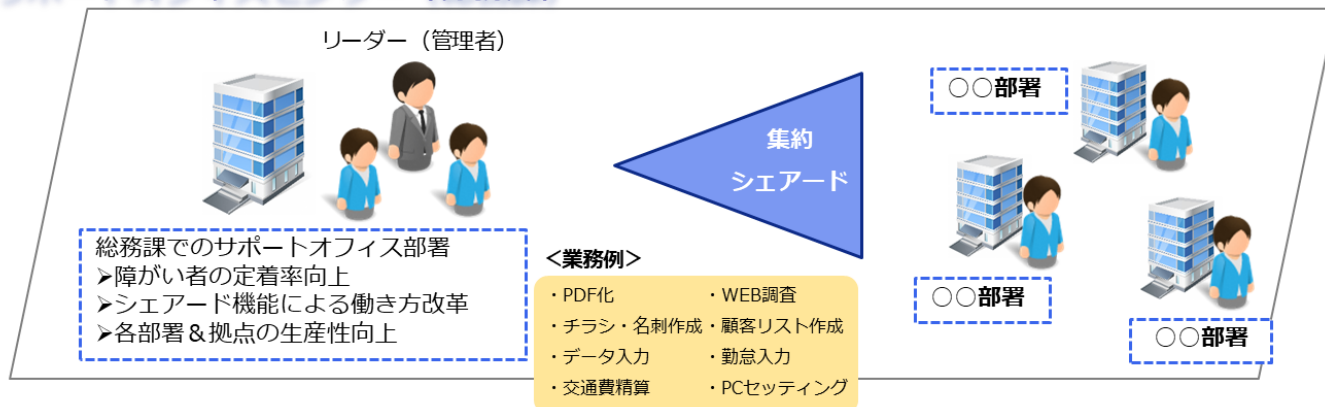 リーダー（管理者）
集約
シェアード
○○部署
○○部署
○○部署
総務課でのサポートオフィス部署
➤障がい者の定着率向上
➤シェアード機能による働き方改革
➤各部署＆拠点の生産性向上
＜業務例＞
・PDF化
・WEB調査
・チラシ・名刺作成
・顧客リスト作成
・データ入力
・勤怠入力
・交通費精算
・PCセッティング